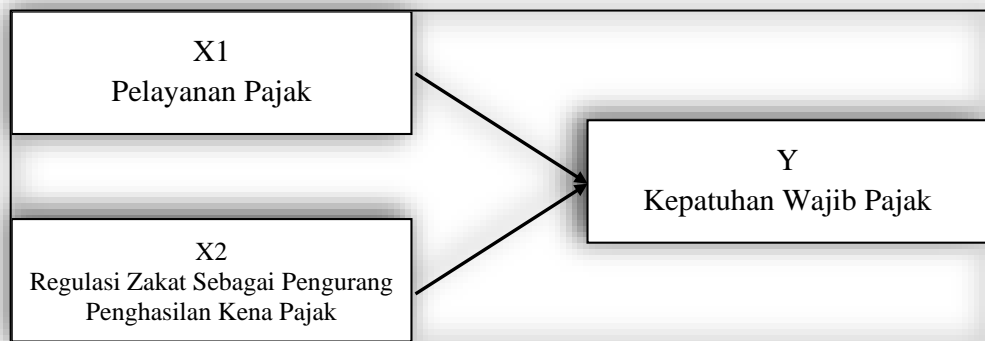 X1
Pelayanan Pajak
Y
Kepatuhan Wajib Pajak
X2
Regulasi Zakat Sebagai Pengurang
Penghasilan Kena Pajak